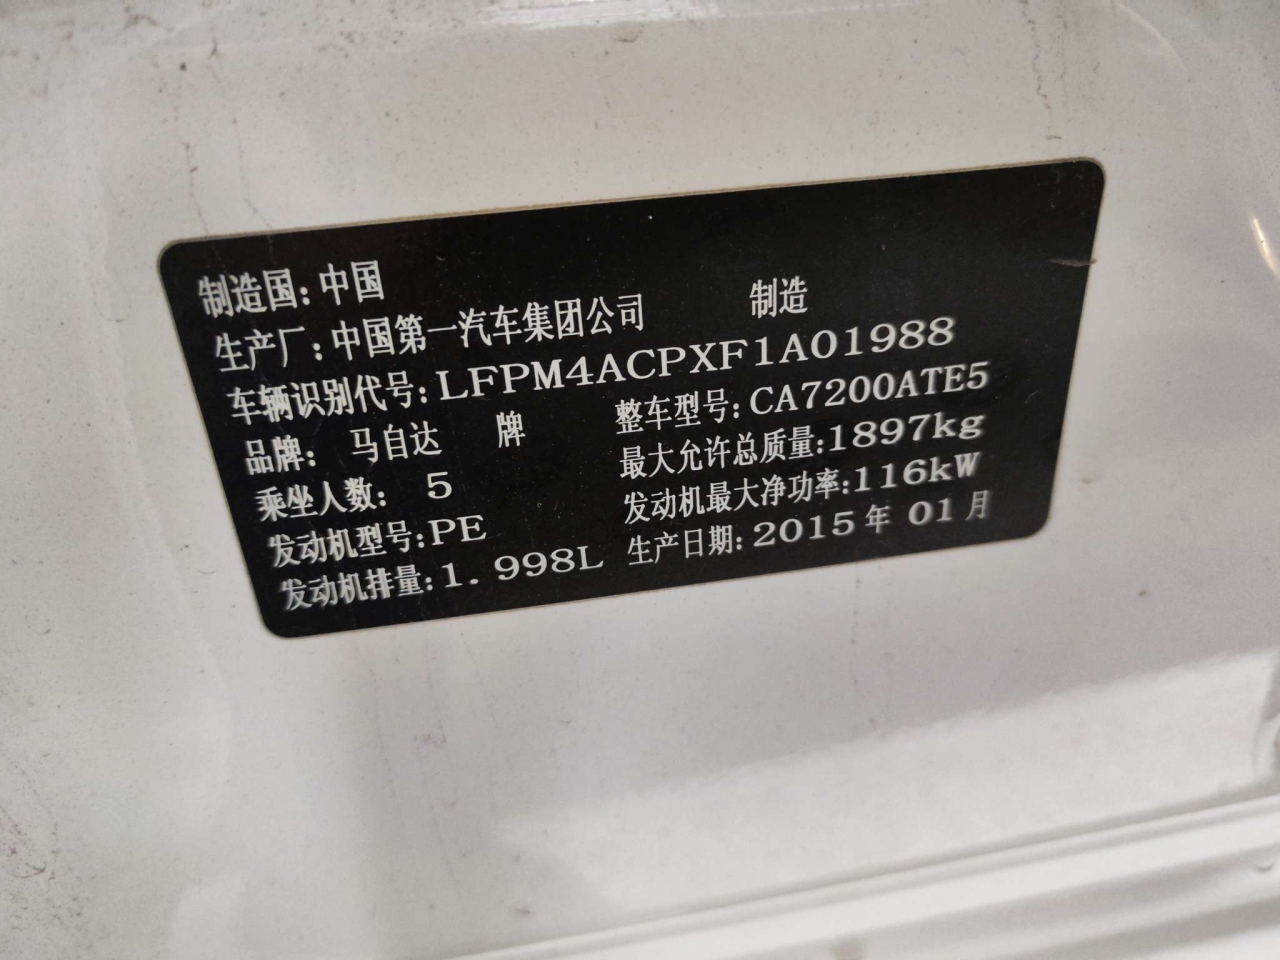 制造国:中国
生产厂:中国第一汽车集团公司 制造
车辆识别代号:LFPM4ACPXF1A01988
品牌: 马自达 牌 整车型号:CA7200ATE5
乘坐人数: 5 最大允许总质量:1897kg
发动机型号:PE 发动机最大净功率:116kW
发动机排量:1.998L 生产日期:2015年 01月